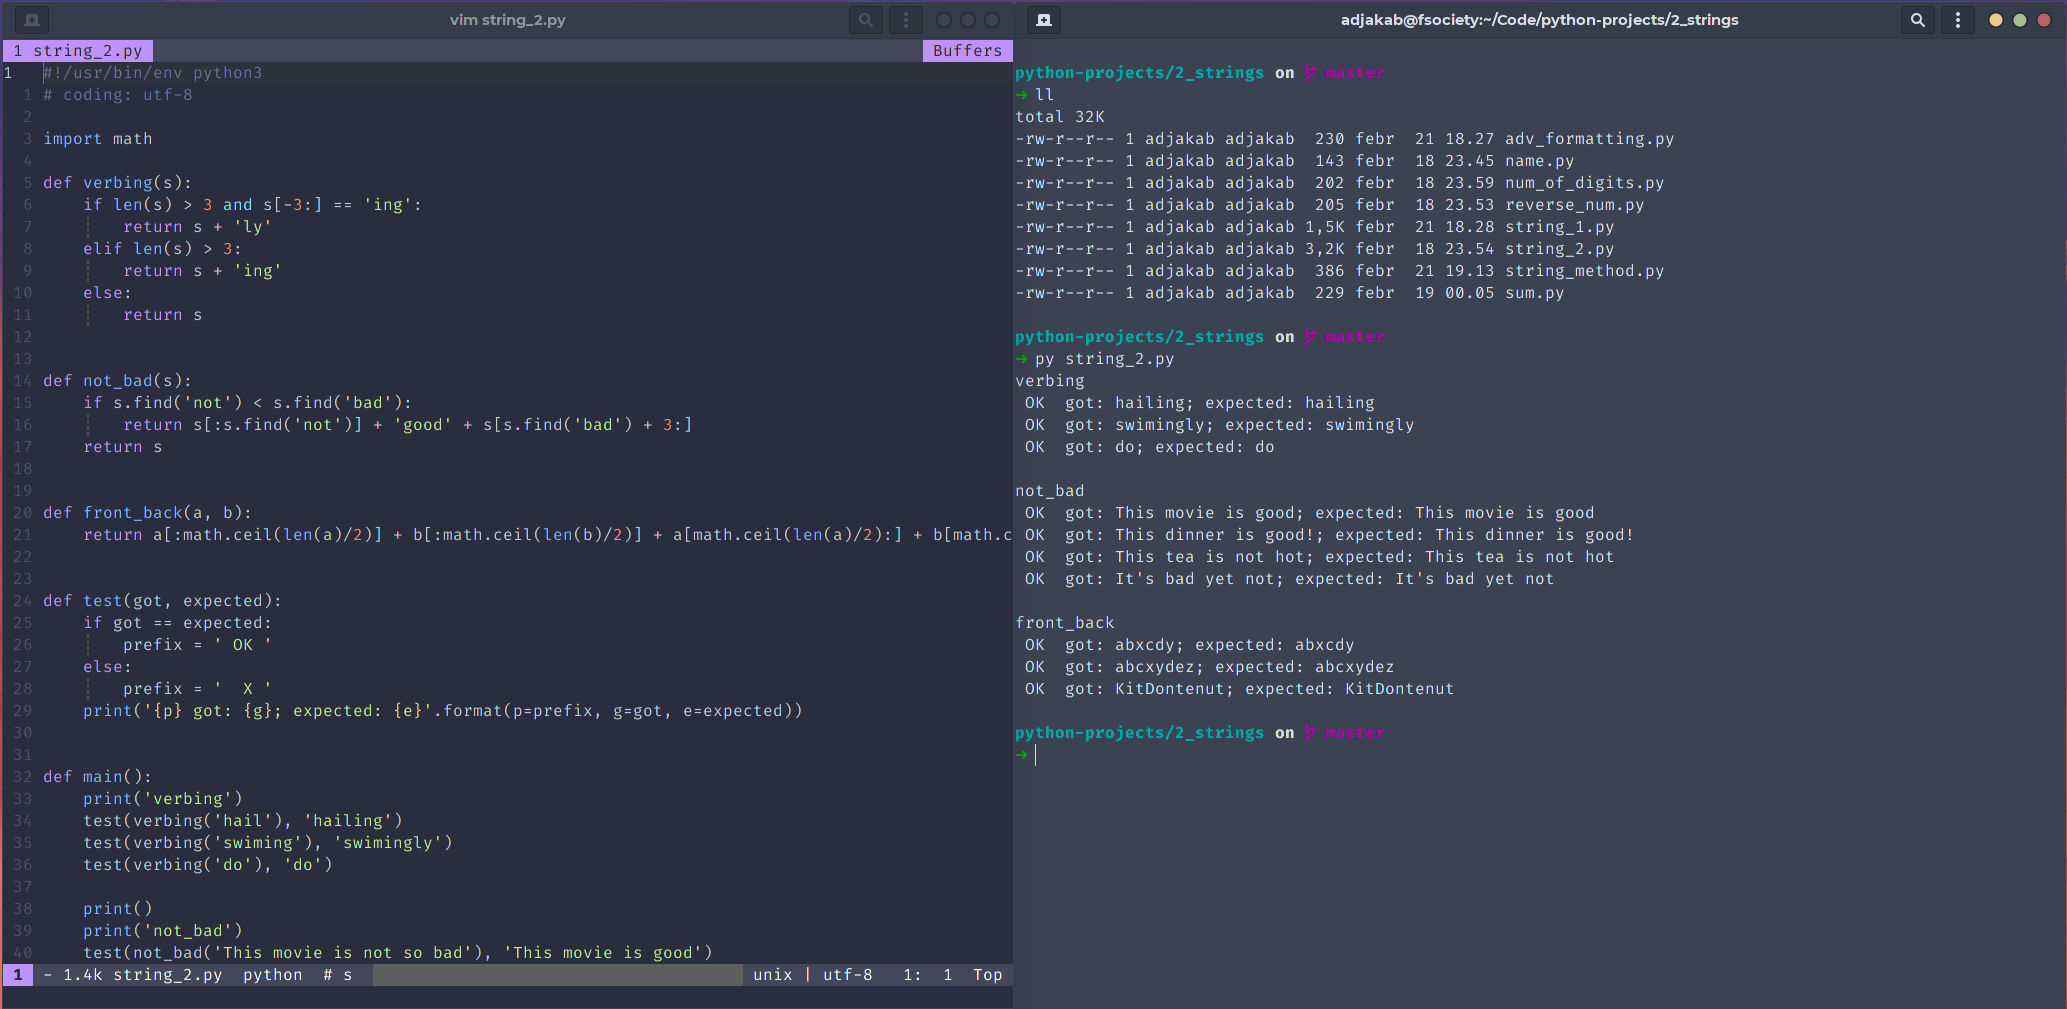 vim string_2.py
1 string_2.py Buffers
1 #!/usr/bin/env python3
1 # coding: utf-8
2
3 import math
4
5 def verbing(s):
6     if len(s) > 3 and s[-3:] == 'ing':
7         return s + 'ly'
8     elif len(s) > 3:
9         return s + 'ing'
10     else:
11         return s
12
13
14 def not_bad(s):
15     if s.find('not') < s.find('bad'):
16         return s[:s.find('not')] + 'good' + s[s.find('bad') + 3:]
17     return s
18
19
20 def front_back(a, b):
21     return a[:math.ceil(len(a)/2)] + b[:math.ceil(len(b)/2)] + a[math.ceil(len(a)/2):] + b[math.c
22
23
24 def test(got, expected):
25     if got == expected:
26         prefix = ' OK '
27     else:
28         prefix = '  X '
29     print('{p} got: {g}; expected: {e}'.format(p=prefix, g=got, e=expected))
30
31
32 def main():
33     print('verbing')
34     test(verbing('hail'), 'hailing')
35     test(verbing('swiming'), 'swimingly')
36     test(verbing('do'), 'do')
37
38     print()
39     print('not_bad')
40     test(not_bad('This movie is not so bad'), 'This movie is good')
1 - 1.4k string_2.py  python  # s  unix | utf-8  1:  1  Top
adjakab@fsociety:~/Code/python-projects/2_strings
python-projects/2_strings on master
➜ ll
total 32K
-rw-r--r-- 1 adjakab adjakab  230 febr  21 18.27 adv_formatting.py
-rw-r--r-- 1 adjakab adjakab  143 febr  18 23.45 name.py
-rw-r--r-- 1 adjakab adjakab  202 febr  18 23.59 num_of_digits.py
-rw-r--r-- 1 adjakab adjakab  205 febr  18 23.53 reverse_num.py
-rw-r--r-- 1 adjakab adjakab 1,5K febr  21 18.28 string_1.py
-rw-r--r-- 1 adjakab adjakab 3,2K febr  18 23.54 string_2.py
-rw-r--r-- 1 adjakab adjakab  386 febr  21 19.13 string_method.py
-rw-r--r-- 1 adjakab adjakab  229 febr  19 00.05 sum.py
python-projects/2_strings on master
➜ py string_2.py
verbing
 OK  got: hailing; expected: hailing
 OK  got: swimingly; expected: swimingly
 OK  got: do; expected: do
not_bad
 OK  got: This movie is good; expected: This movie is good
 OK  got: This dinner is good!; expected: This dinner is good!
 OK  got: This tea is not hot; expected: This tea is not hot
 OK  got: It's bad yet not; expected: It's bad yet not
front_back
 OK  got: abxcdy; expected: abxcdy
 OK  got: abcxydez; expected: abcxydez
 OK  got: KitDontenut; expected: KitDontenut
python-projects/2_strings on master
➜